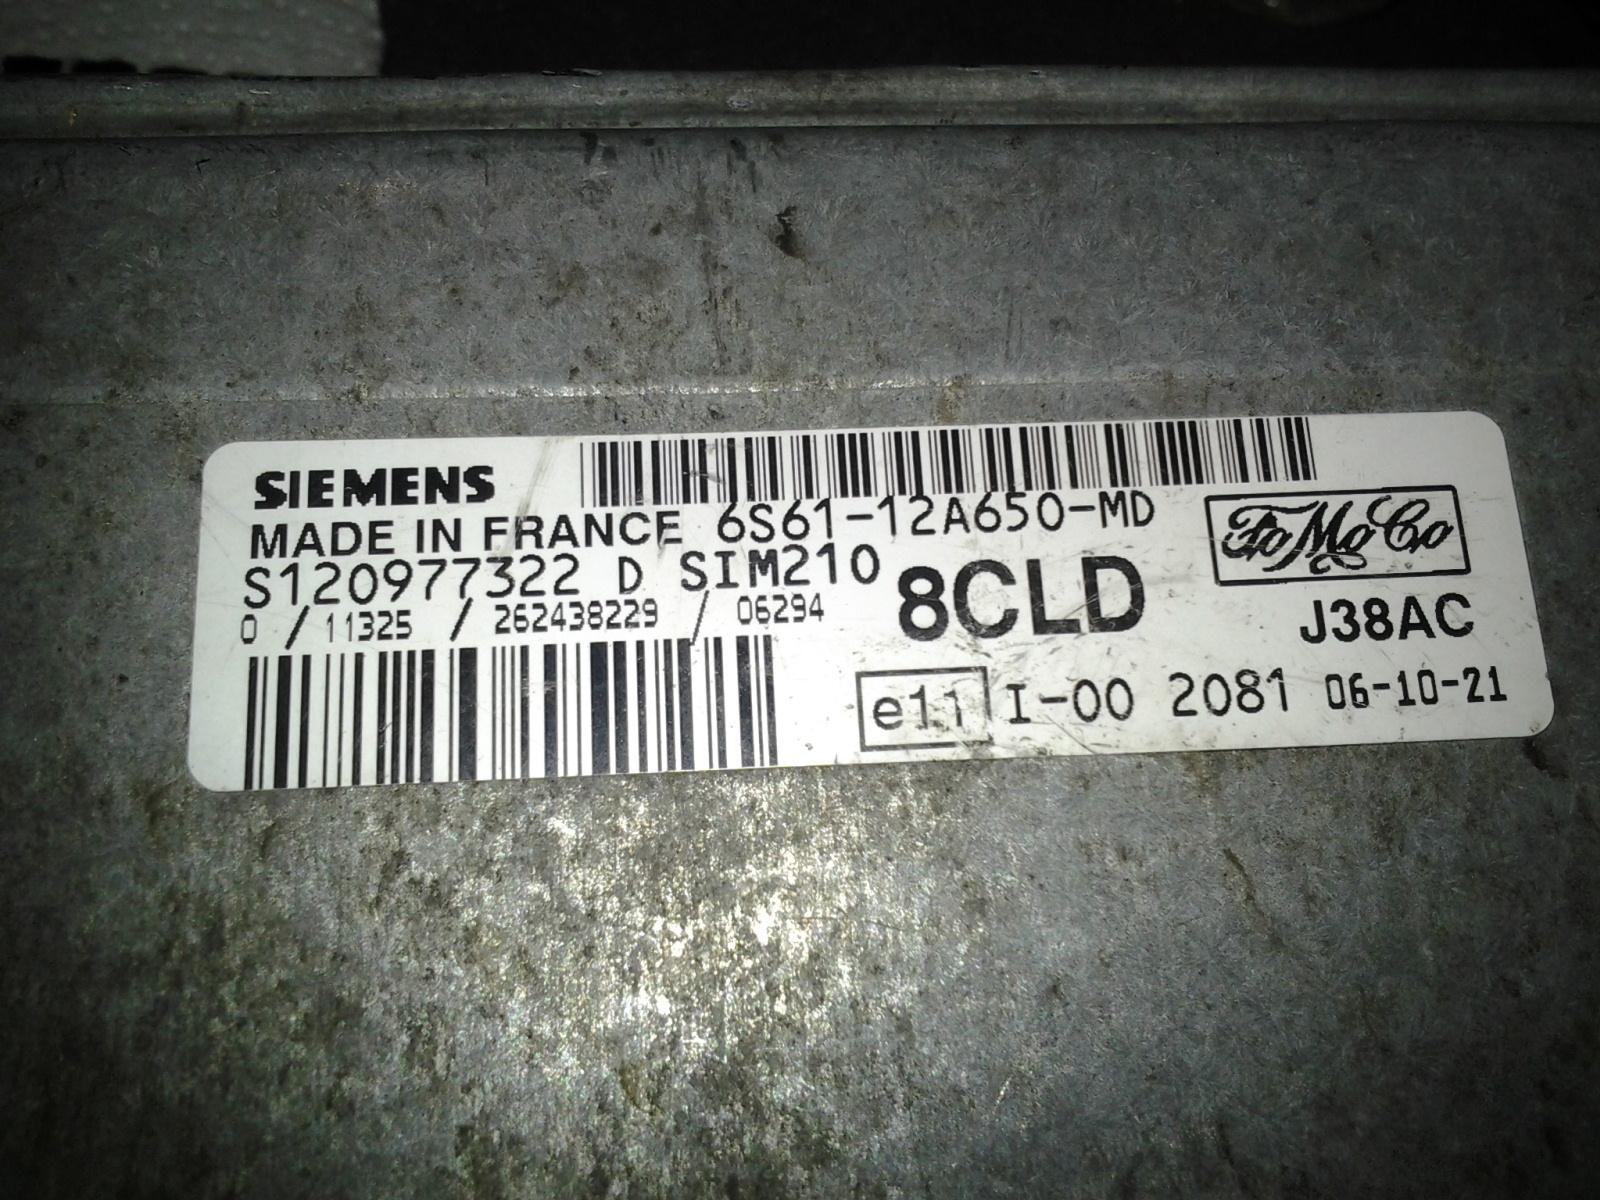 SIEMENS
MADE IN FRANCE 6S61-12A650-MD
FoMoCo
S120977322 D SIM210
8CLD
J38AC
0 / 11325 / 262438229 / 06294
e11 I-00 2081 06-10-21